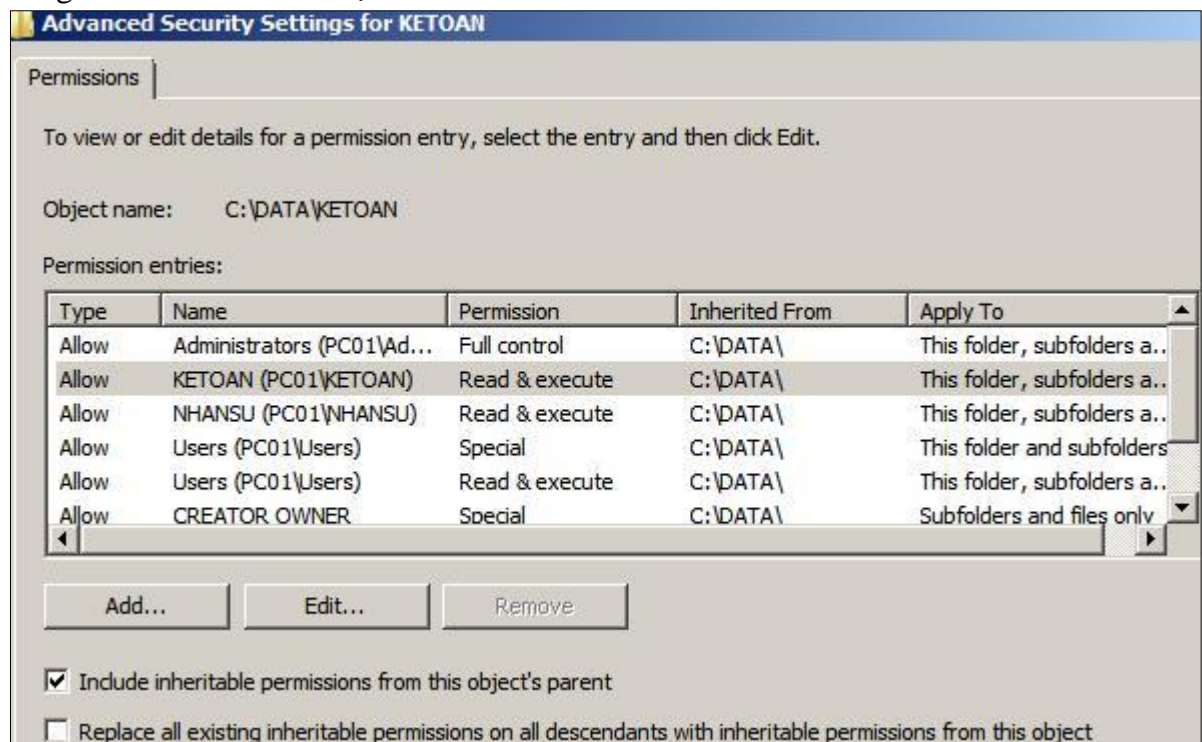 Advanced Security Settings for KETOAN
Permissions
To view or edit details for a permission entry, select the entry and then click Edit.
Object name: C:\DATA\KETOAN
Permission entries:
Type Name Permission Inherited From Apply To
Allow Administrators (PC01\Ad... Full control C:\DATA\ This folder, subfolders a..
Allow KETOAN (PC01\KETOAN) Read & execute C:\DATA\ This folder, subfolders a..
Allow NHANSU (PC01\NHANSU) Read & execute C:\DATA\ This folder, subfolders a..
Allow Users (PC01\Users) Special C:\DATA\ This folder and subfolders
Allow Users (PC01\Users) Read & execute C:\DATA\ This folder, subfolders a..
Allow CREATOR OWNER Special C:\DATA\ Subfolders and files only
Add... Edit... Remove
Include inheritable permissions from this object's parent
Replace all existing inheritable permissions on all descendants with inheritable permissions from this object